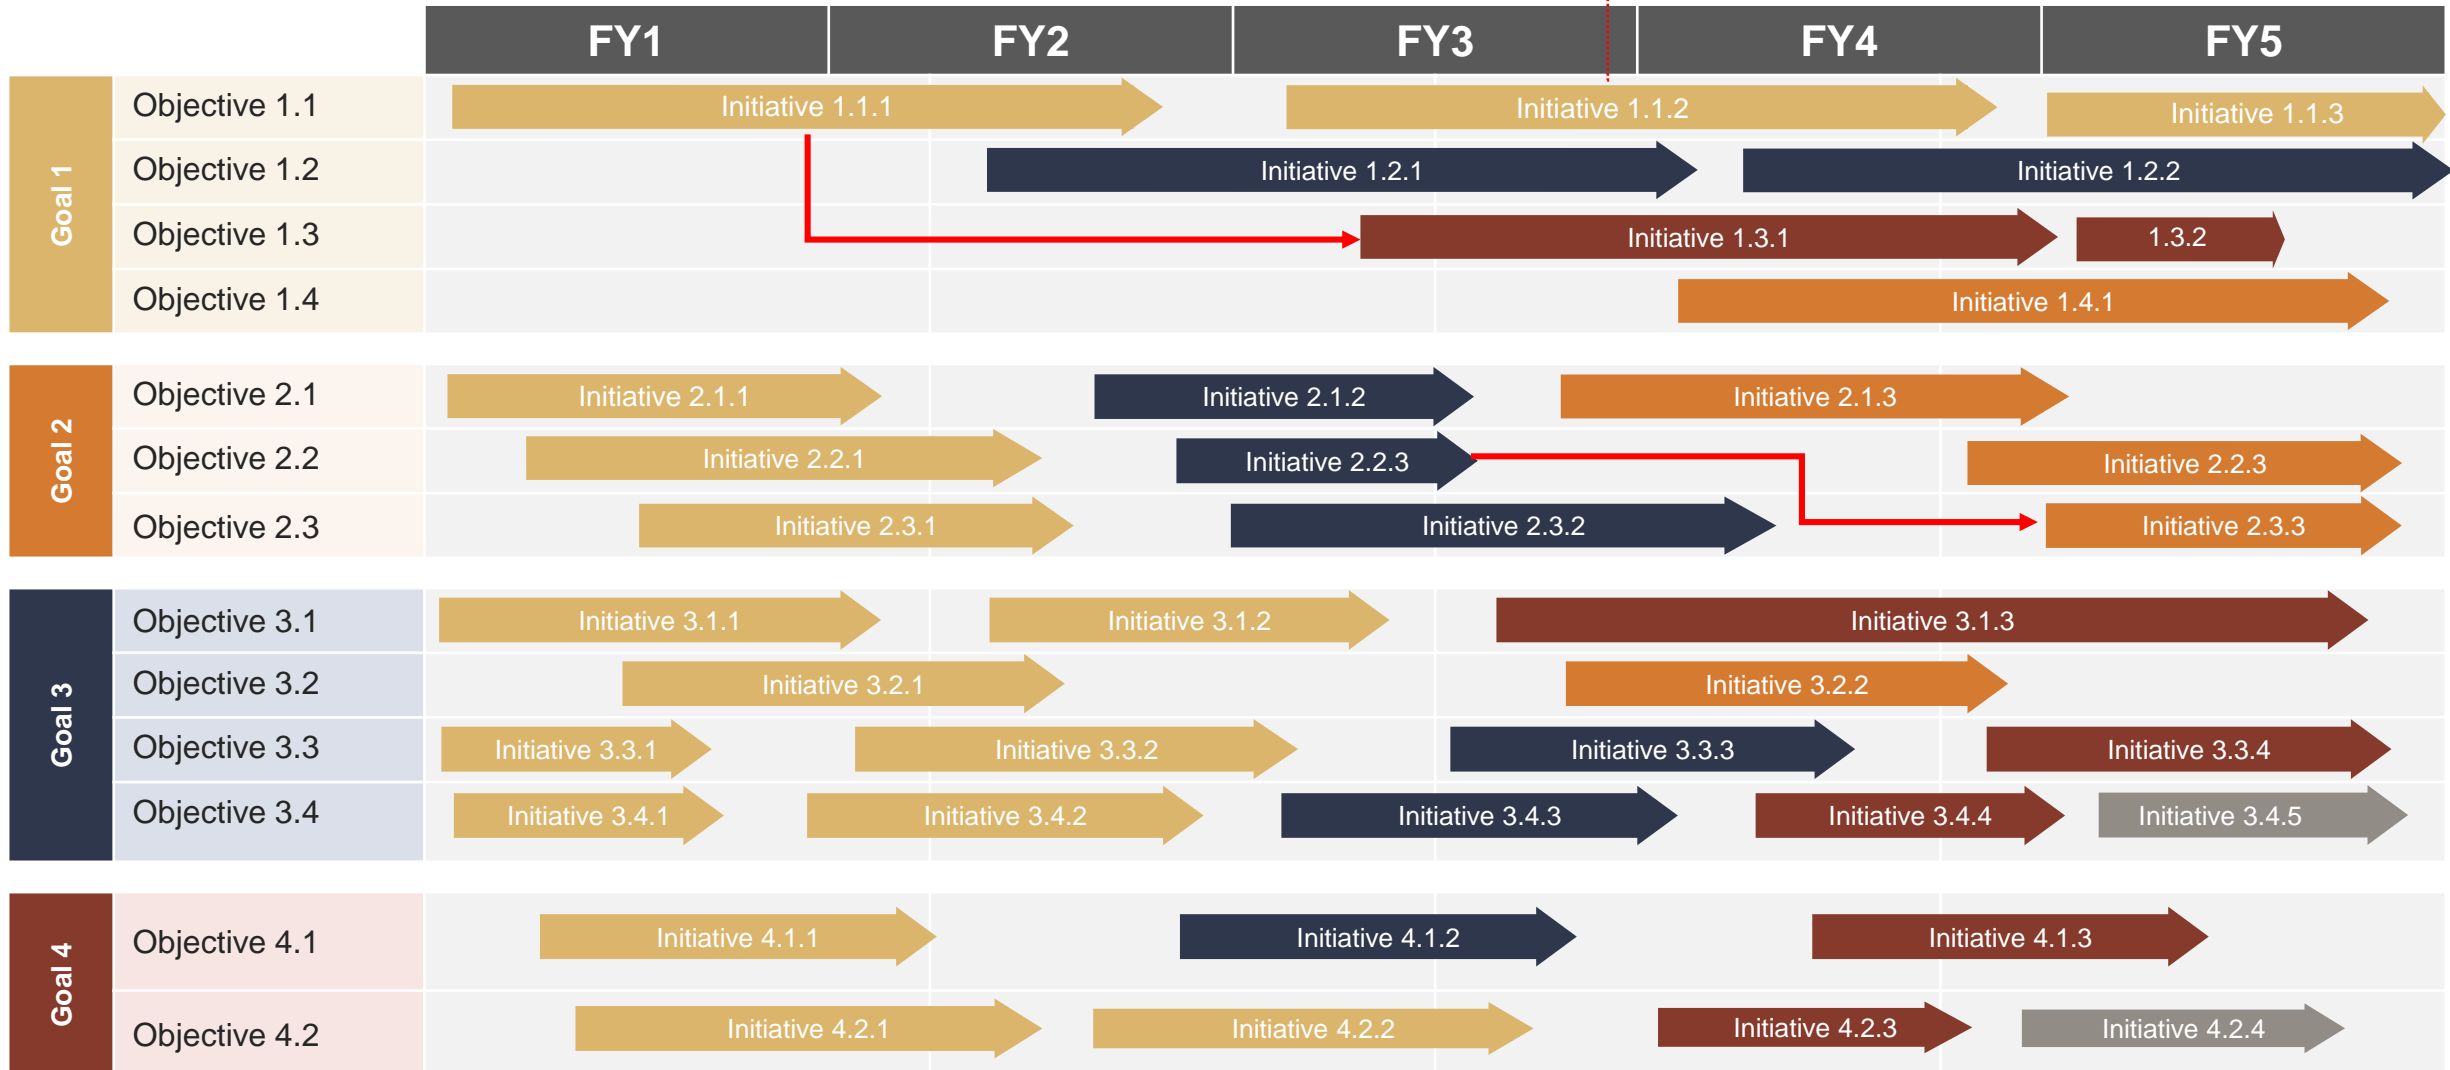 FY1 FY2 FY3 FY4 FY5
Goal 1
Objective 1.1 Initiative 1.1.1 Initiative 1.1.2 Initiative 1.1.3
Objective 1.2 Initiative 1.2.1 Initiative 1.2.2
Objective 1.3 Initiative 1.3.1 1.3.2
Objective 1.4 Initiative 1.4.1
Goal 2
Objective 2.1 Initiative 2.1.1 Initiative 2.1.2 Initiative 2.1.3
Objective 2.2 Initiative 2.2.1 Initiative 2.2.3 Initiative 2.2.3
Objective 2.3 Initiative 2.3.1 Initiative 2.3.2 Initiative 2.3.3
Goal 3
Objective 3.1 Initiative 3.1.1 Initiative 3.1.2 Initiative 3.1.3
Objective 3.2 Initiative 3.2.1 Initiative 3.2.2
Objective 3.3 Initiative 3.3.1 Initiative 3.3.2 Initiative 3.3.3 Initiative 3.3.4
Objective 3.4 Initiative 3.4.1 Initiative 3.4.2 Initiative 3.4.3 Initiative 3.4.4 Initiative 3.4.5
Goal 4
Objective 4.1 Initiative 4.1.1 Initiative 4.1.2 Initiative 4.1.3
Objective 4.2 Initiative 4.2.1 Initiative 4.2.2 Initiative 4.2.3 Initiative 4.2.4